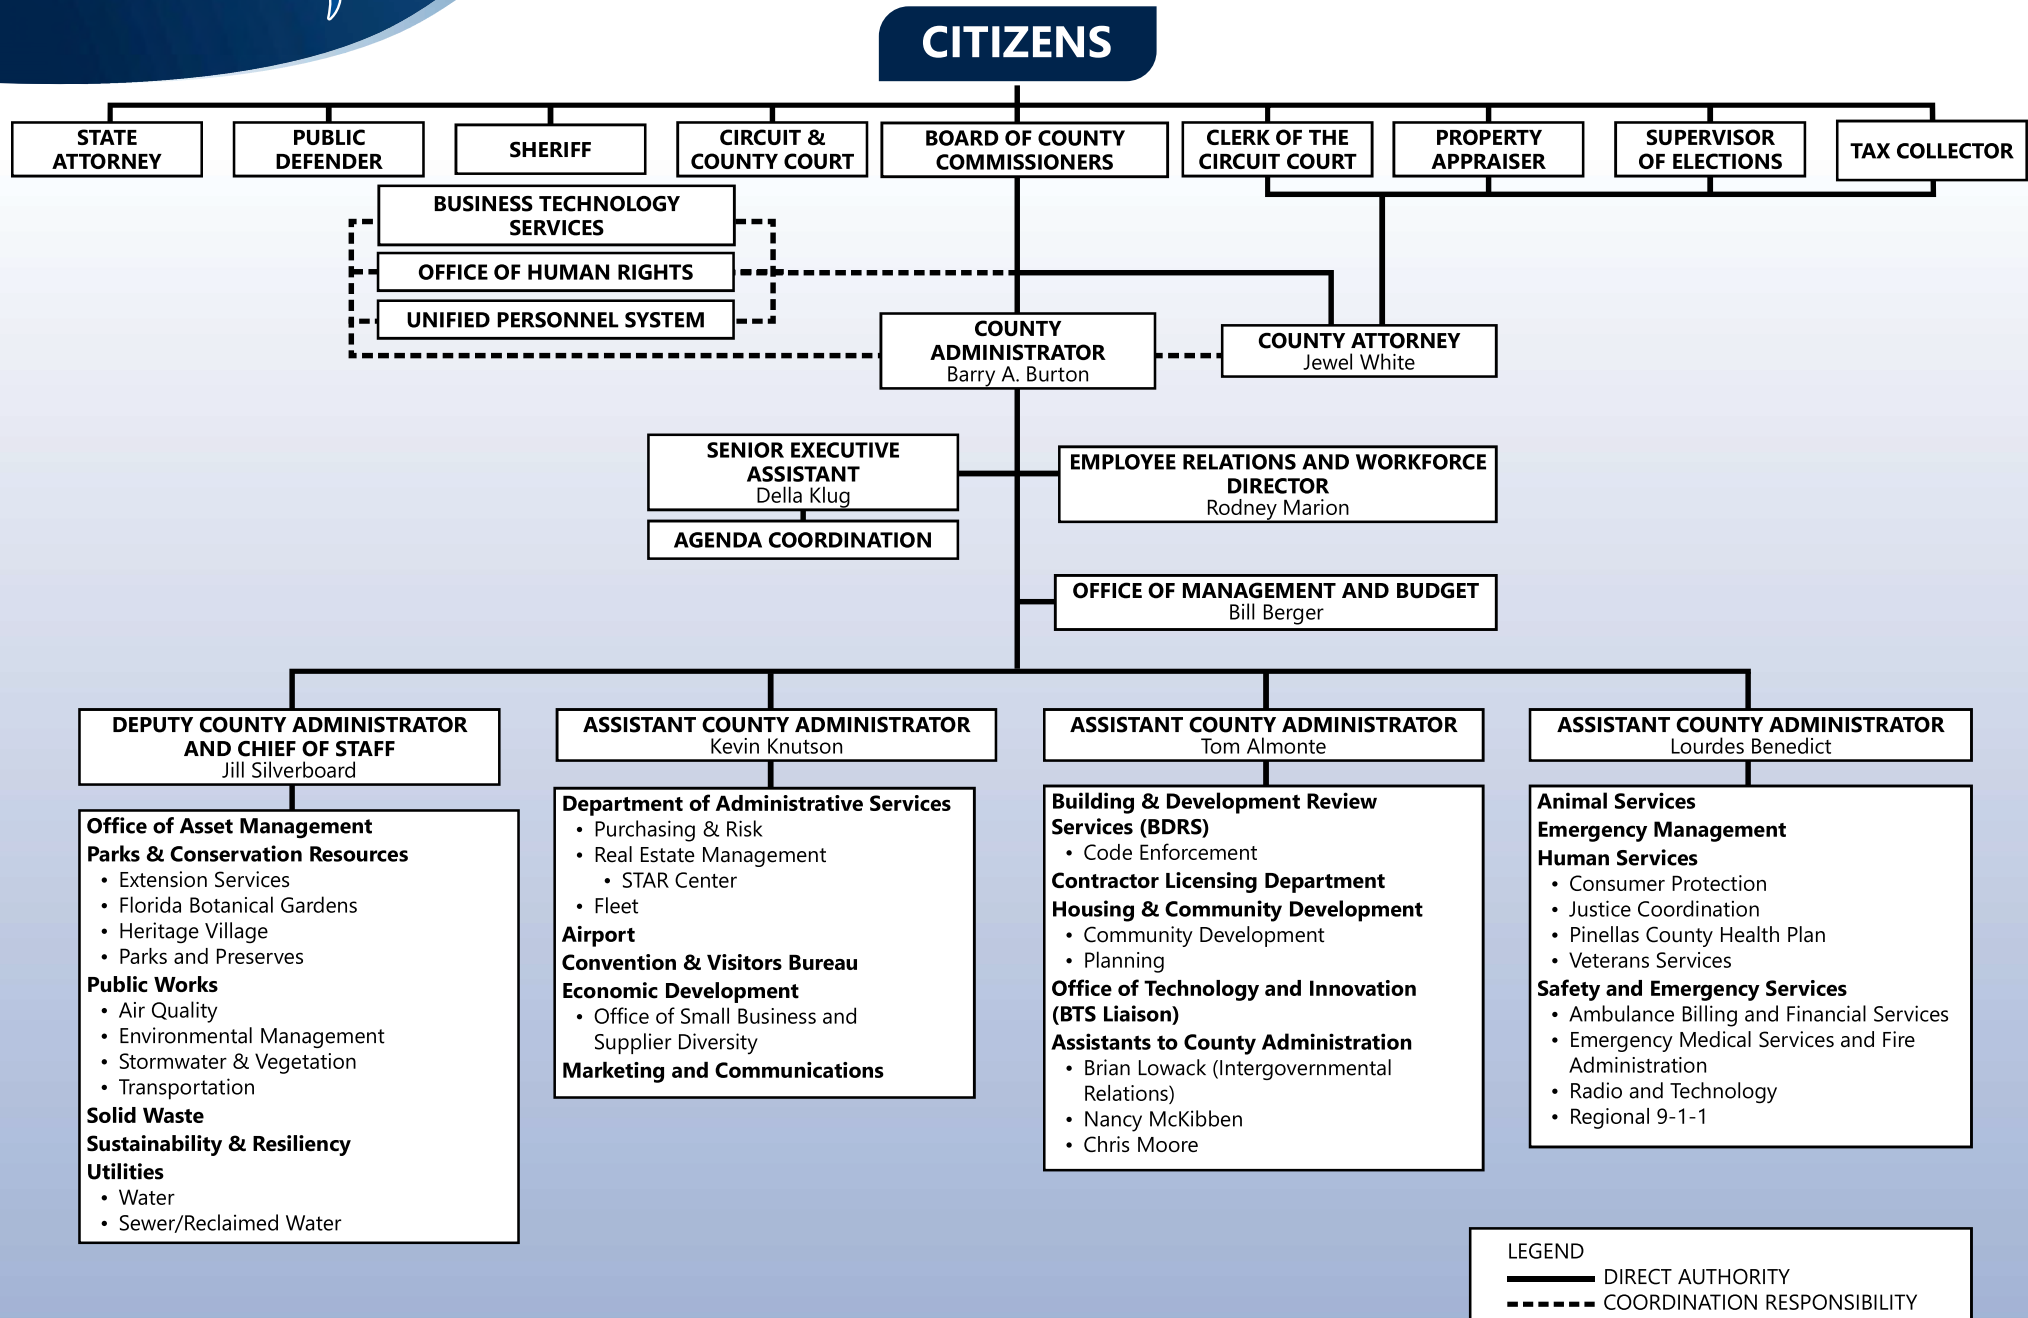 CITIZENS
STATE
ATTORNEY
PUBLIC
DEFENDER
SHERIFF
CIRCUIT &
COUNTY COURT
BOARD OF COUNTY
COMMISSIONERS
CLERK OF THE
CIRCUIT COURT
PROPERTY
APPRAISER
SUPERVISOR
OF ELECTIONS
TAX COLLECTOR
BUSINESS TECHNOLOGY
SERVICES
OFFICE OF HUMAN RIGHTS
UNIFIED PERSONNEL SYSTEM
COUNTY
ADMINISTRATOR
Barry A. Burton
COUNTY ATTORNEY
Jewel White
SENIOR EXECUTIVE
ASSISTANT
Della Klug
AGENDA COORDINATION
EMPLOYEE RELATIONS AND WORKFORCE
DIRECTOR
Rodney Marion
OFFICE OF MANAGEMENT AND BUDGET
Bill Berger
DEPUTY COUNTY ADMINISTRATOR
AND CHIEF OF STAFF
Jill Silverboard
Office of Asset Management
Parks & Conservation Resources
• Extension Services
• Florida Botanical Gardens
• Heritage Village
• Parks and Preserves
Public Works
• Air Quality
• Environmental Management
• Stormwater & Vegetation
• Transportation
Solid Waste
Sustainability & Resiliency
Utilities
• Water
• Sewer/Reclaimed Water
ASSISTANT COUNTY ADMINISTRATOR
Kevin Knutson
Department of Administrative Services
• Purchasing & Risk
• Real Estate Management
• STAR Center
• Fleet
Airport
Convention & Visitors Bureau
Economic Development
• Office of Small Business and
Supplier Diversity
Marketing and Communications
ASSISTANT COUNTY ADMINISTRATOR
Tom Almonte
Building & Development Review
Services (BDRS)
• Code Enforcement
Contractor Licensing Department
Housing & Community Development
• Community Development
• Planning
Office of Technology and Innovation
(BTS Liaison)
Assistants to County Administration
• Brian Lowack (Intergovernmental
Relations)
• Nancy McKibben
• Chris Moore
ASSISTANT COUNTY ADMINISTRATOR
Lourdes Benedict
Animal Services
Emergency Management
Human Services
• Consumer Protection
• Justice Coordination
• Pinellas County Health Plan
• Veterans Services
Safety and Emergency Services
• Ambulance Billing and Financial Services
• Emergency Medical Services and Fire
Administration
• Radio and Technology
• Regional 9-1-1
LEGEND
DIRECT AUTHORITY
COORDINATION RESPONSIBILITY